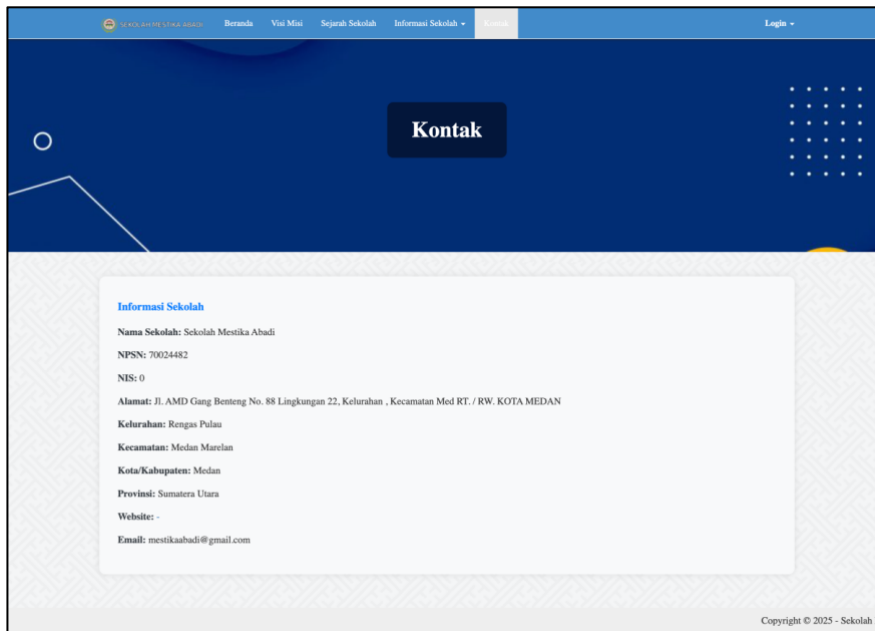 SEKOLAH MESTIKA ABADI Beranda Visi Misi Sejarah Sekolah Informasi Sekolah Kontak Login
Kontak
Informasi Sekolah
Nama Sekolah: Sekolah Mestika Abadi
NPSN: 70024482
NIS: 0
Alamat: Jl. AMD Gang Benteng No. 88 Lingkungan 22, Kelurahan , Kecamatan Med RT. / RW. KOTA MEDAN
Kelurahan: Rengas Pulau
Kecamatan: Medan Marelan
Kota/Kabupaten: Medan
Provinsi: Sumatera Utara
Website: -
Email: mestikaabadi@gmail.com
Copyright © 2025 - Sekolah